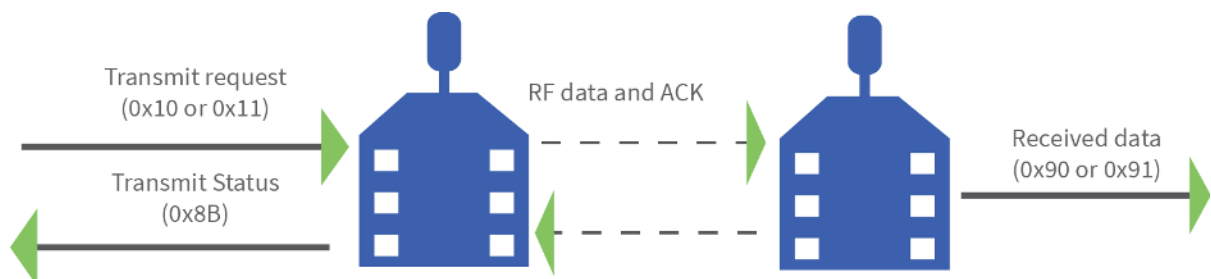 Transmit request
(0x10 or 0x11)
Transmit Status
(0x8B)
RF data and ACK
Received data
(0x90 or 0x91)